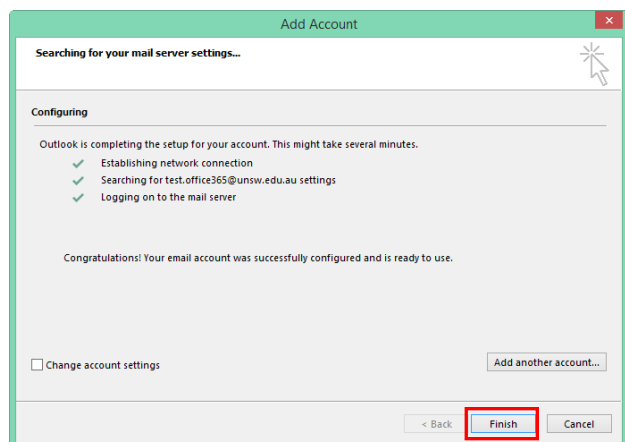 Add Account
Searching for your mail server settings...
Configuring
Outlook is completing the setup for your account. This might take several minutes.
Establishing network connection
Searching for test.office365@unsw.edu.au settings
Logging on to the mail server
Congratulations! Your email account was successfully configured and is ready to use.
Change account settings
Add another account...
< Back Finish Cancel